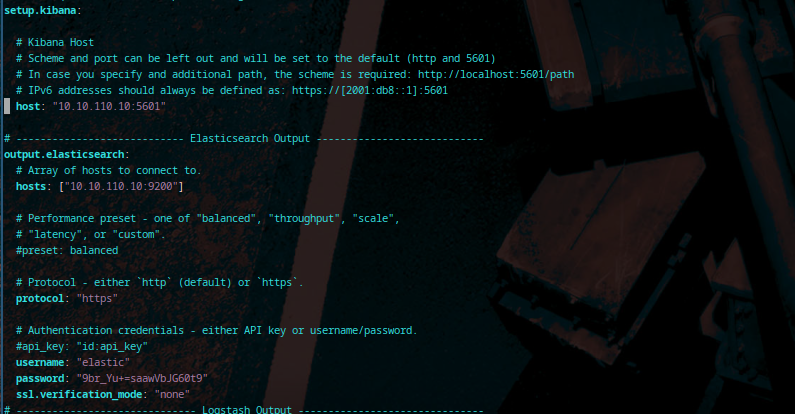 setup.kibana:
# Kibana Host
# Scheme and port can be left out and will be set to the default (http and 5601)
# In case you specify and additional path, the scheme is required: http://localhost:5601/path
# IPv6 addresses should always be defined as: https://[2001:db8::1]:5601
host: "10.10.110.10:5601"
# ---------------------------- Elasticsearch Output ----------------------------
output.elasticsearch:
# Array of hosts to connect to.
hosts: ["10.10.110.10:9200"]
# Performance preset - one of "balanced", "throughput", "scale",
# "latency", or "custom".
#preset: balanced
# Protocol - either `http` (default) or `https`.
protocol: "https"
# Authentication credentials - either API key or username/password.
#api_key: "id:api_key"
username: "elastic"
password: "9br_Yu+=saawVbJG60t9"
ssl.verification_mode: "none"
# ------------------------------ Logstash Output -------------------------------